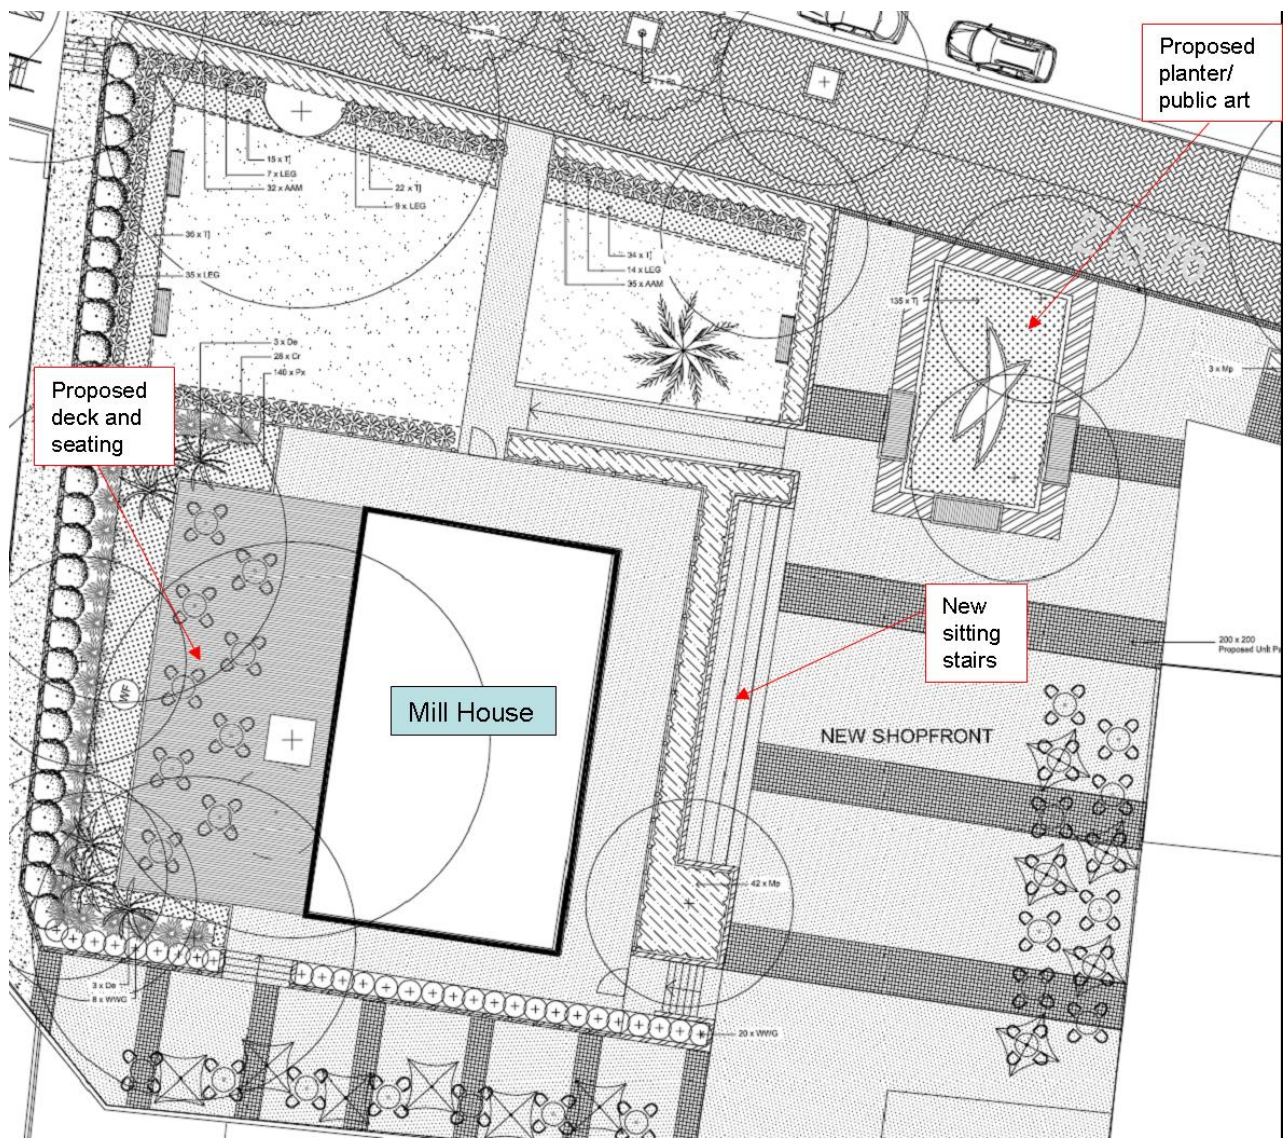 Proposed
planter/
public art
15 x Tj
7 x LEG
32 x AAM
22 x Tj
9 x LEG
36 x Tj
35 x LEG
34 x Tj
14 x LEG
35 x AAM
135 x Tj
3 x Mp
3 x De
28 x Cr
140 x Px
Proposed
deck and
seating
New
sitting
stairs
200 x 200
Proposed Unit Pa
WF
Mill House
NEW SHOPFRONT
42 x Mp
3 x De
8 x WWG
20 x WWG